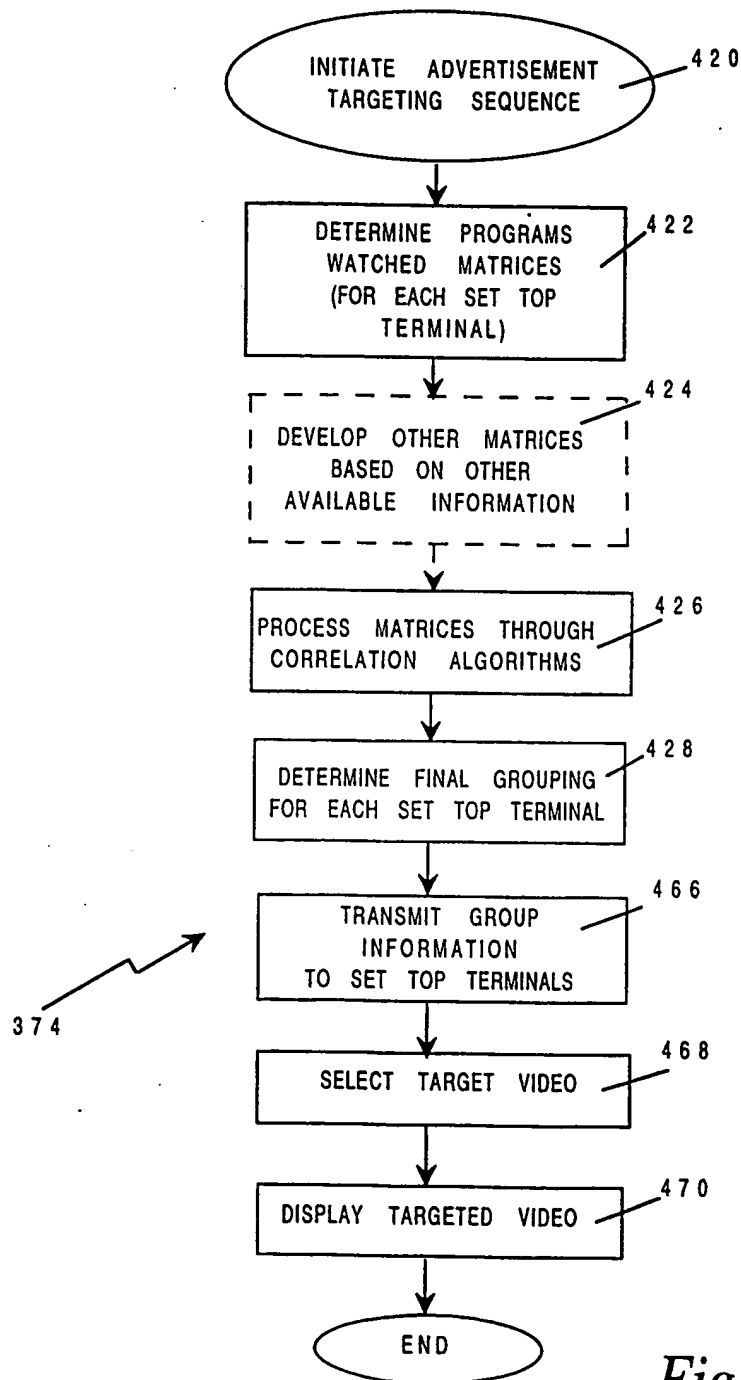 INITIATE ADVERTISEMENT
TARGETING SEQUENCE
420
DETERMINE PROGRAMS
WATCHED MATRICES
(FOR EACH SET TOP
TERMINAL)
422
DEVELOP OTHER MATRICES
BASED ON OTHER
AVAILABLE INFORMATION
424
PROCESS MATRICES THROUGH
CORRELATION ALGORITHMS
426
DETERMINE FINAL GROUPING
FOR EACH SET TOP TERMINAL
428
TRANSMIT GROUP
INFORMATION
TO SET TOP TERMINALS
466
374
SELECT TARGET VIDEO
468
DISPLAY TARGETED VIDEO
470
END